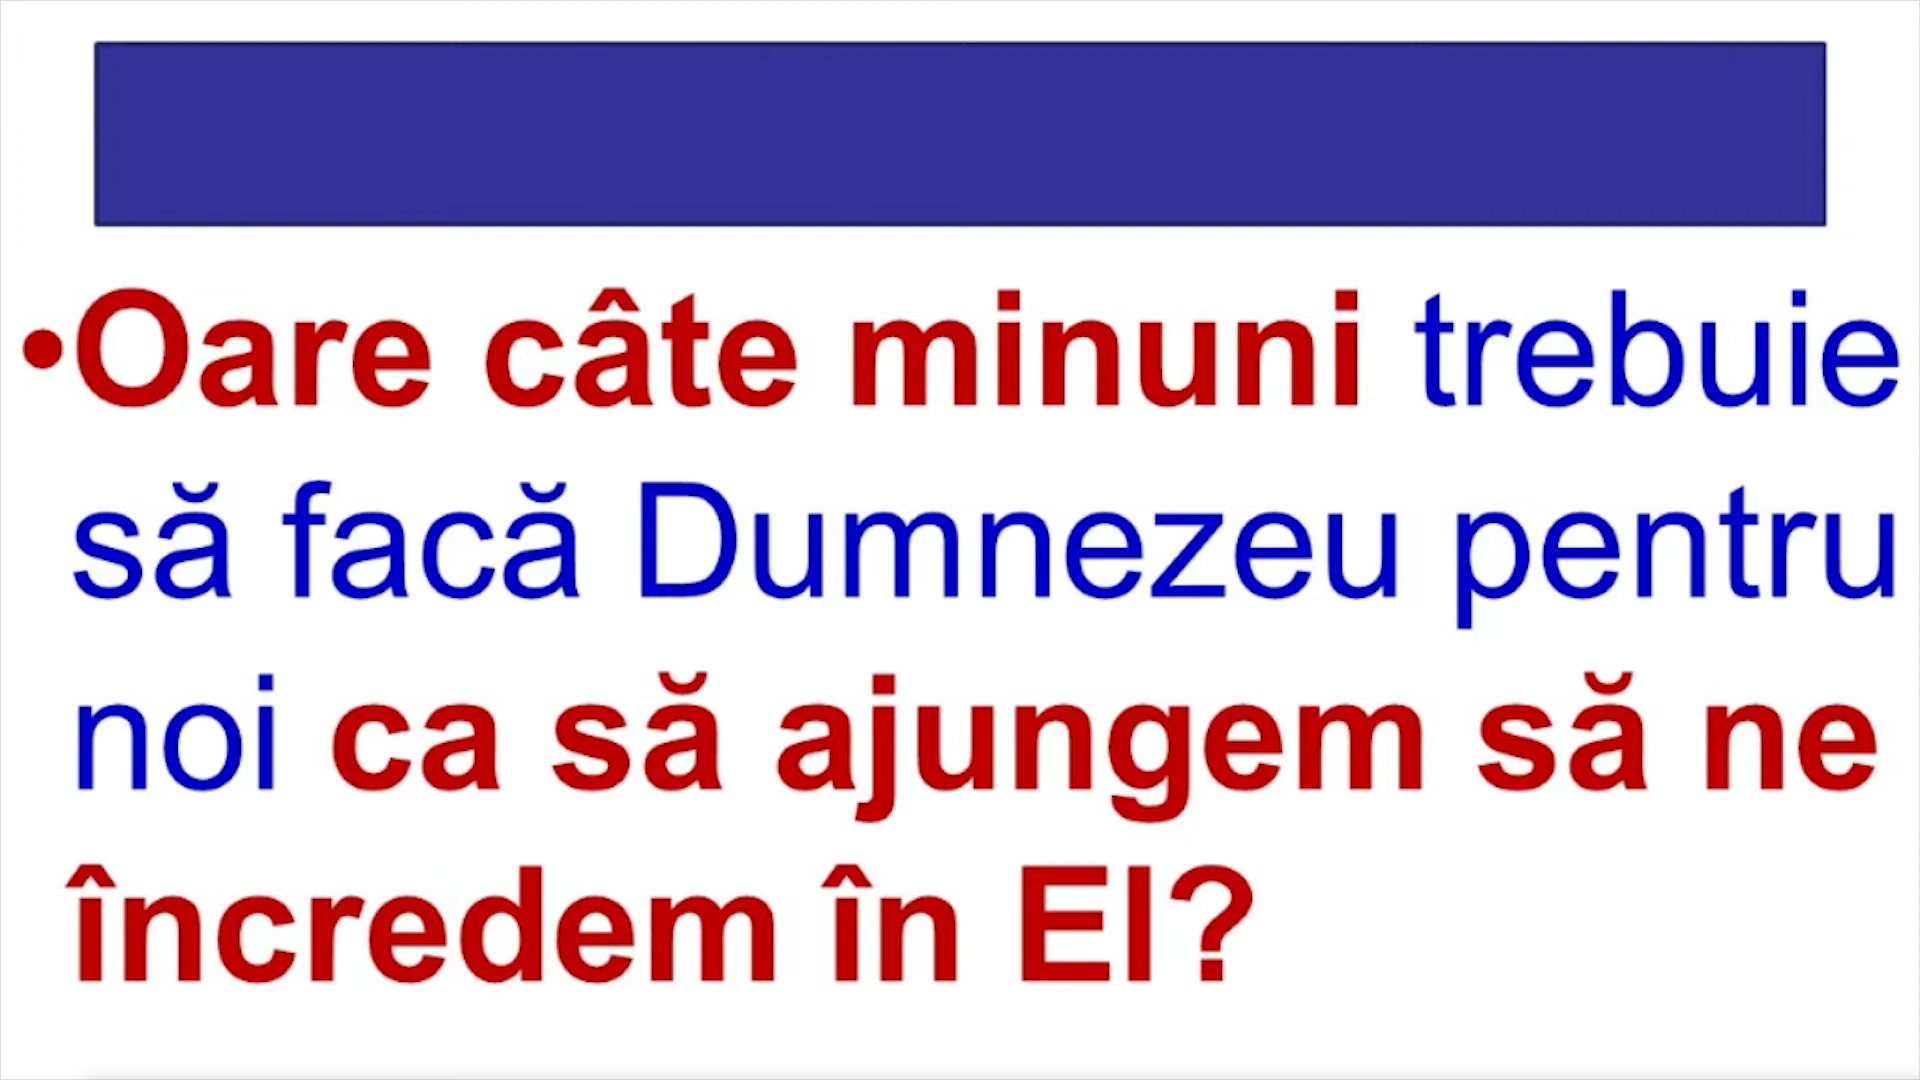 •Oare câte minuni trebuie
să facă Dumnezeu pentru
noi ca să ajungem să ne
încredem în El?